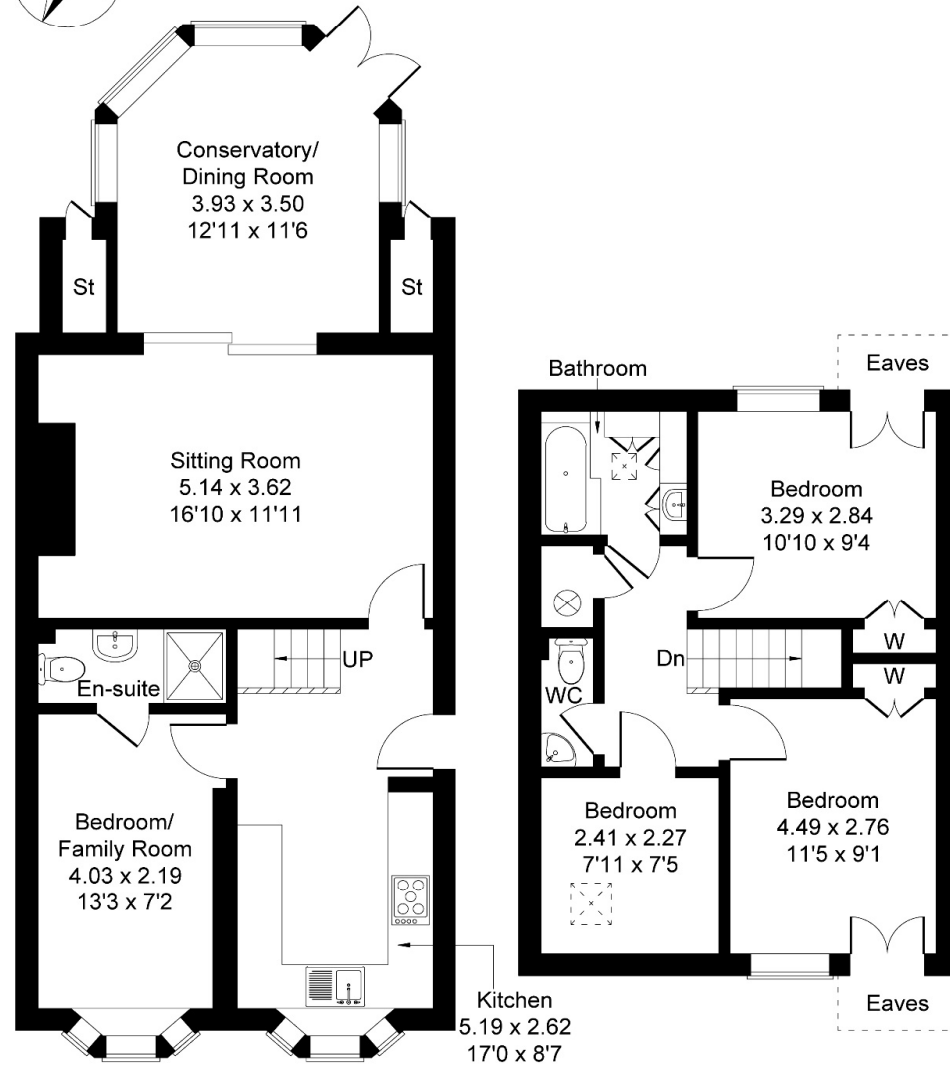 Conservatory/
Dining Room
3.93 x 3.50
12'11 x 11'6
St
St
Sitting Room
5.14 x 3.62
16'10 x 11'11
UP
En-suite
Bedroom/
Family Room
4.03 x 2.19
13'3 x 7'2
Kitchen
5.19 x 2.62
17'0 x 8'7
Bathroom
Eaves
Bedroom
3.29 x 2.84
10'10 x 9'4
W
W
Dn
WC
Bedroom
2.41 x 2.27
7'11 x 7'5
Bedroom
4.49 x 2.76
11'5 x 9'1
Eaves